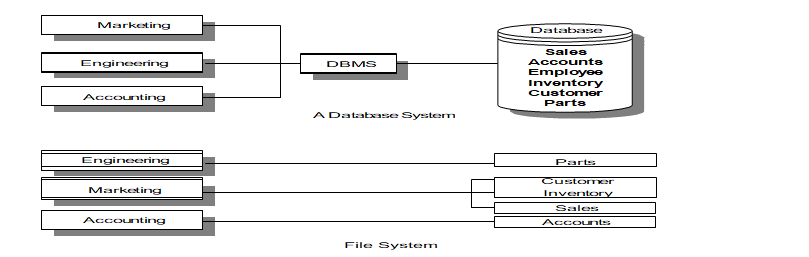 Marketing
Engineering
Accounting
DBMS
Database
Sales
Accounts
Employee
Inventory
Customer
Parts
A Database System
Engineering
Parts
Marketing
Customer
Inventory
Sales
Accounting
Accounts
File System